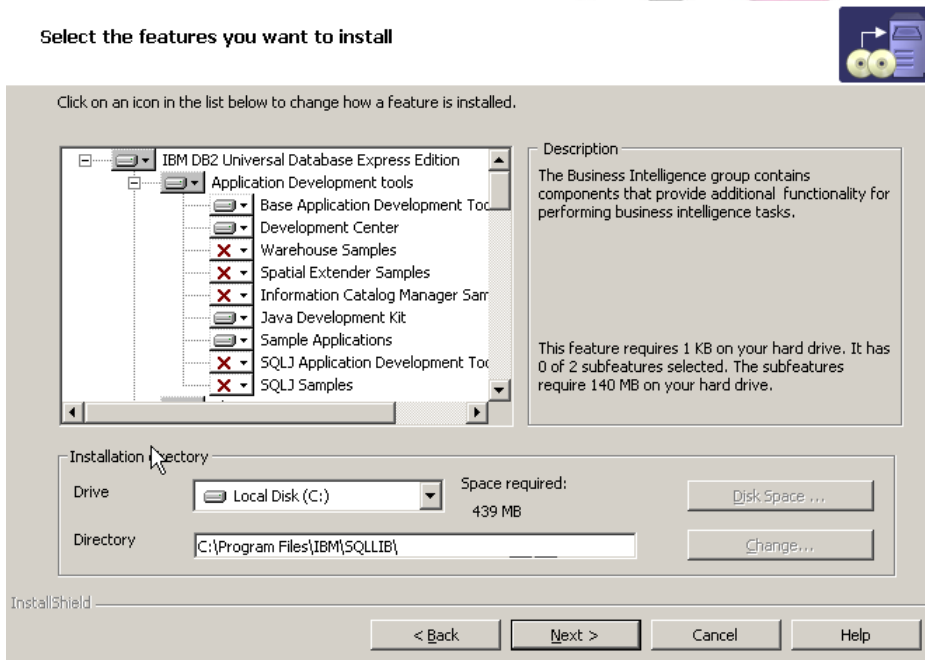 Select the features you want to install
Click on an icon in the list below to change how a feature is installed.
IBM DB2 Universal Database Express Edition
Application Development tools
Base Application Development Too
Development Center
Warehouse Samples
Spatial Extender Samples
Information Catalog Manager Sam
Java Development Kit
Sample Applications
SQLJ Application Development Too
SQLJ Samples
Description
The Business Intelligence group contains
components that provide additional functionality for
performing business intelligence tasks.
This feature requires 1 KB on your hard drive. It has
0 of 2 subfeatures selected. The subfeatures
require 140 MB on your hard drive.
Installation directory
Drive
Local Disk (C:)
Space required:
439 MB
Disk Space ...
Directory
C:\Program Files\IBM\SQLLIB\
Change...
InstallShield
< Back
Next >
Cancel
Help